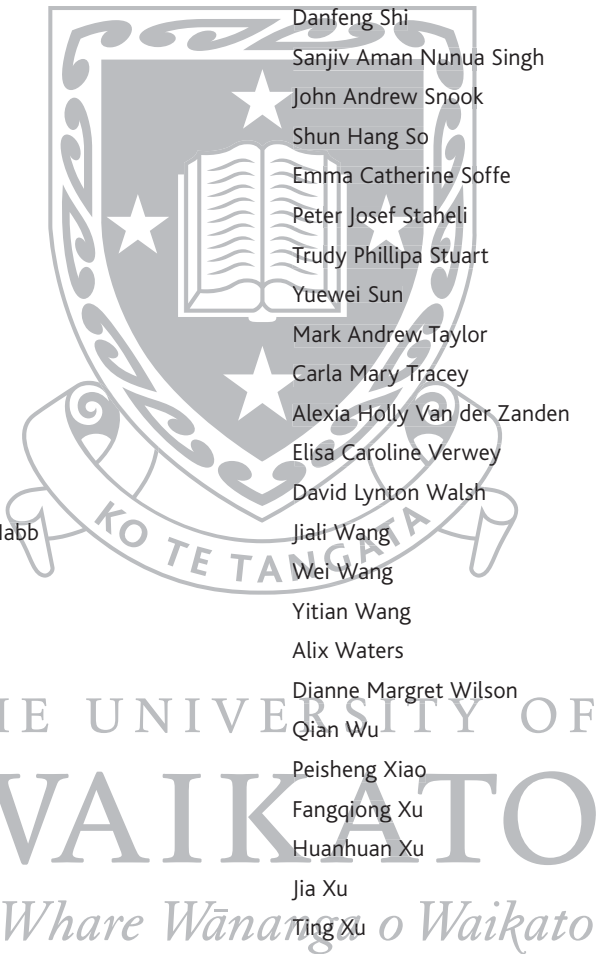 Danfeng Shi
Sanjiv Aman Nunua Singh
John Andrew Snook
Shun Hang So
Emma Catherine Soffe
Peter Josef Staheli
Trudy Phillipa Stuart
Yuewei Sun
Mark Andrew Taylor
Carla Mary Tracey
Alexia Holly Van der Zanden
Elisa Caroline Verwey
David Lynton Walsh
Jiali Wang
Wei Wang
Yitian Wang
Alix Waters
Dianne Margret Wilson
Qian Wu
Peisheng Xiao
Fangqiong Xu
Huanhuan Xu
Jia Xu
Ting Xu
KO TE TANGATA
UNIVERSITY OF
WAIKATO
Whare Wānanga o Waikato